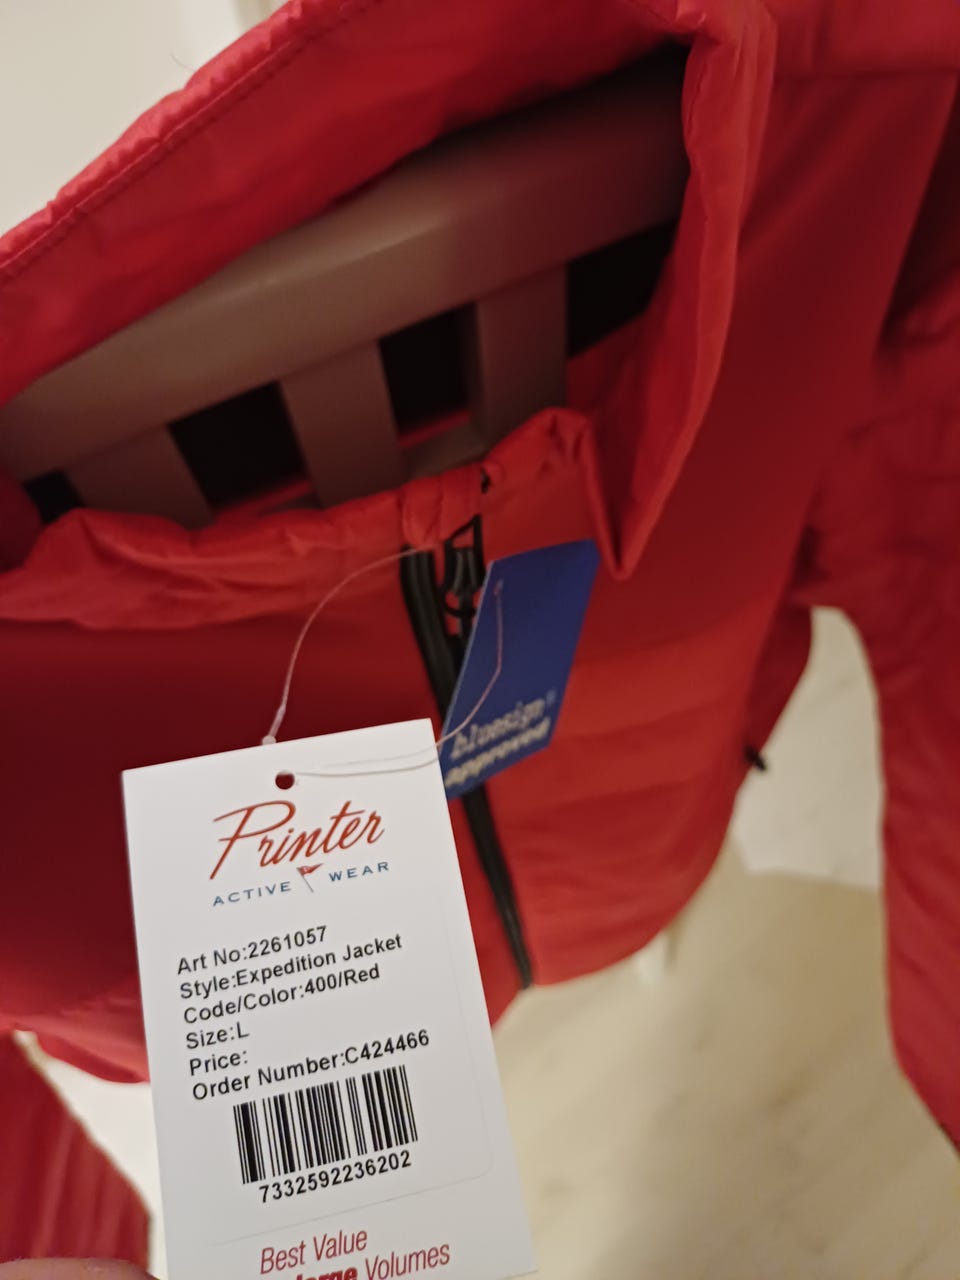 bluesign®
approved
Printer
ACTIVE WEAR
Art No:2261057
Style:Expedition Jacket
Code/Color:400/Red
Size:L
Price:
Order Number:C424466
7332592236202
Best Value
large Volumes